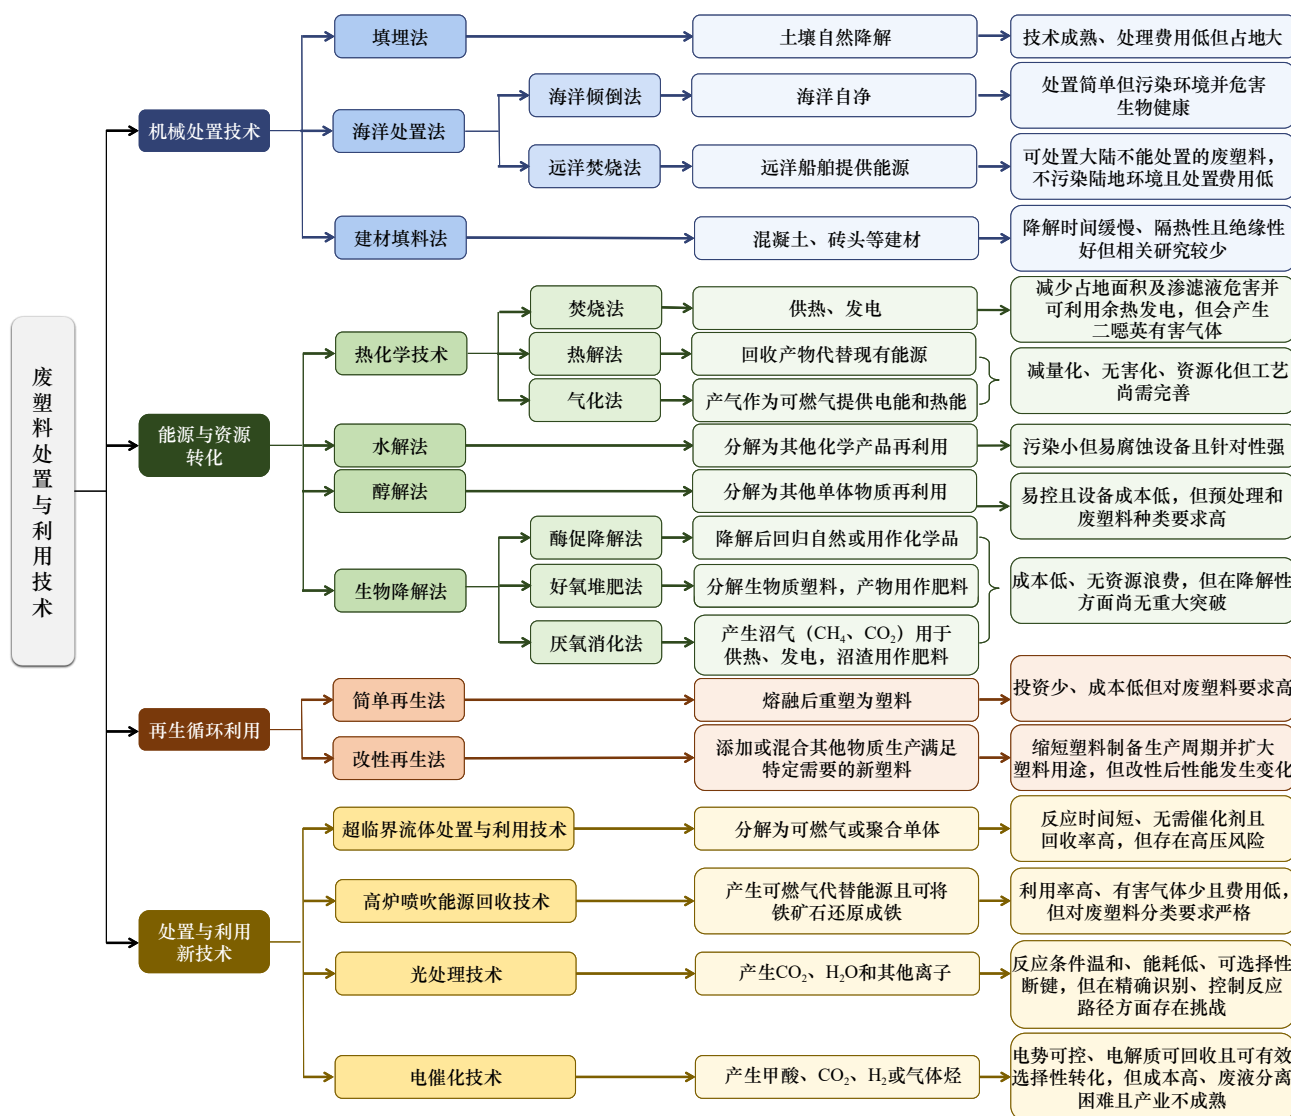 废塑料处置与利用技术
机械处置技术
填埋法
土壤自然降解
技术成熟、处理费用低但占地大
海洋处置法
海洋倾倒法
海洋自净
处置简单但污染环境并危害
生物健康
远洋焚烧法
远洋船舶提供能源
可处置大陆不能处置的废塑料，
不污染陆地环境且处置费用低
建材填料法
混凝土、砖头等建材
降解时间缓慢、隔热性且绝缘性
好但相关研究较少
能源与资源
转化
热化学技术
焚烧法
供热、发电
减少占地面积及渗滤液危害并
可利用余热发电，但会产生
二噁英有害气体
热解法
回收产物代替现有能源
气化法
产气作为可燃气提供电能和热能
减量化、无害化、资源化但工艺
尚需完善
水解法
分解为其他化学产品再利用
污染小但易腐蚀设备且针对性强
醇解法
分解为其他单体物质再利用
易控且设备成本低，但预处理和
废塑料种类要求高
生物降解法
酶促降解法
降解后回归自然或用作化学品
好氧堆肥法
分解生物质塑料，产物用作肥料
厌氧消化法
产生沼气（CH₄、CO₂）用于
供热、发电，沼渣用作肥料
成本低、无资源浪费，但在降解性
方面尚无重大突破
再生循环利用
简单再生法
熔融后重塑为塑料
投资少、成本低但对废塑料要求高
改性再生法
添加或混合其他物质生产满足
特定需要的新塑料
缩短塑料制备生产周期并扩大
塑料用途，但改性后性能发生变化
处置与利用
新技术
超临界流体处置与利用技术
分解为可燃气或聚合单体
反应时间短、无需催化剂且
回收率高，但存在高压风险
高炉喷吹能源回收技术
产生可燃气代替能源且可将
铁矿石还原成铁
利用率高、有害气体少且费用低，
但对废塑料分类要求严格
光处理技术
产生CO₂、H₂O和其他离子
反应条件温和、能耗低、可选择性
断键，但在精确识别、控制反应
路径方面存在挑战
电催化技术
产生甲酸、CO₂、H₂或气体烃
电势可控、电解质可回收且可有效
选择性转化，但成本高、废液分离
困难且产业不成熟